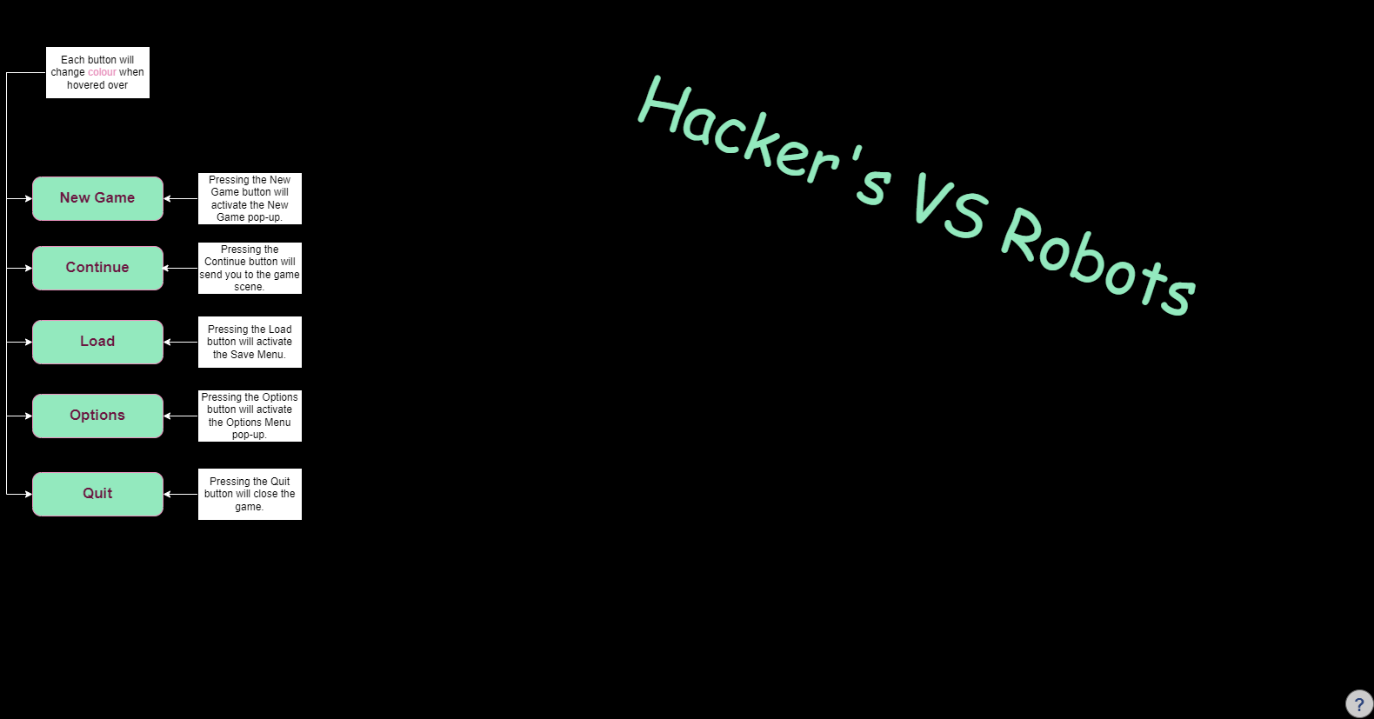 Each button will
change colour when
hovered over
Hacker's VS Robots
New Game
Pressing the New
Game button will
activate the New
Game pop-up.
Continue
Pressing the
Continue button will
send you to the game
scene.
Load
Pressing the Load
button will activate
the Save Menu.
Options
Pressing the Options
button will activate
the Options Menu
pop-up.
Quit
Pressing the Quit
button will close the
game.
?